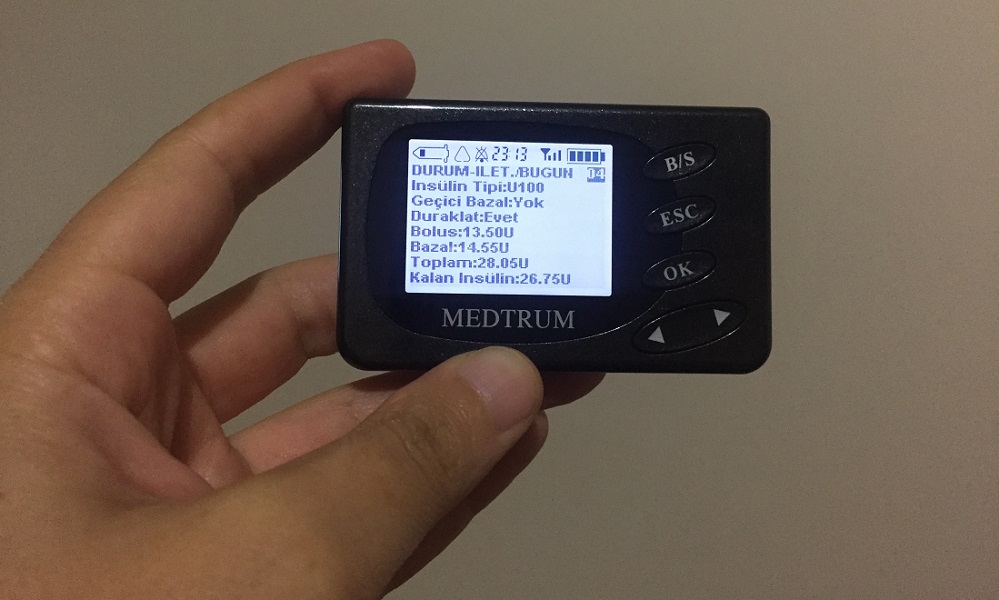 23:13
DURUM-ILET./BUGUN 04
Insülin Tipi:U100
Geçici Bazal:Yok
Duraklat:Evet
Bolus:13.50U
Bazal:14.55U
Toplam:28.05U
Kalan Insülin:26.75U
MEDTRUM
B/S
ESC
OK